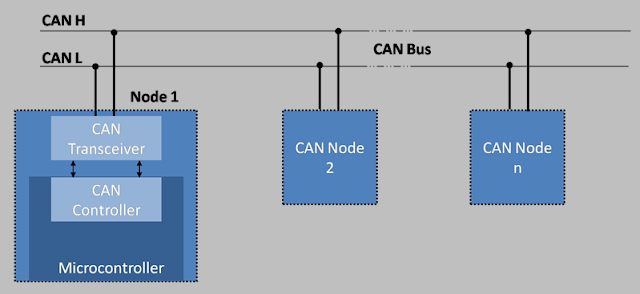 CAN H
CAN L
CAN Bus
Node 1
CAN
Transceiver
CAN
Controller
Microcontroller
CAN Node
2
CAN Node
n